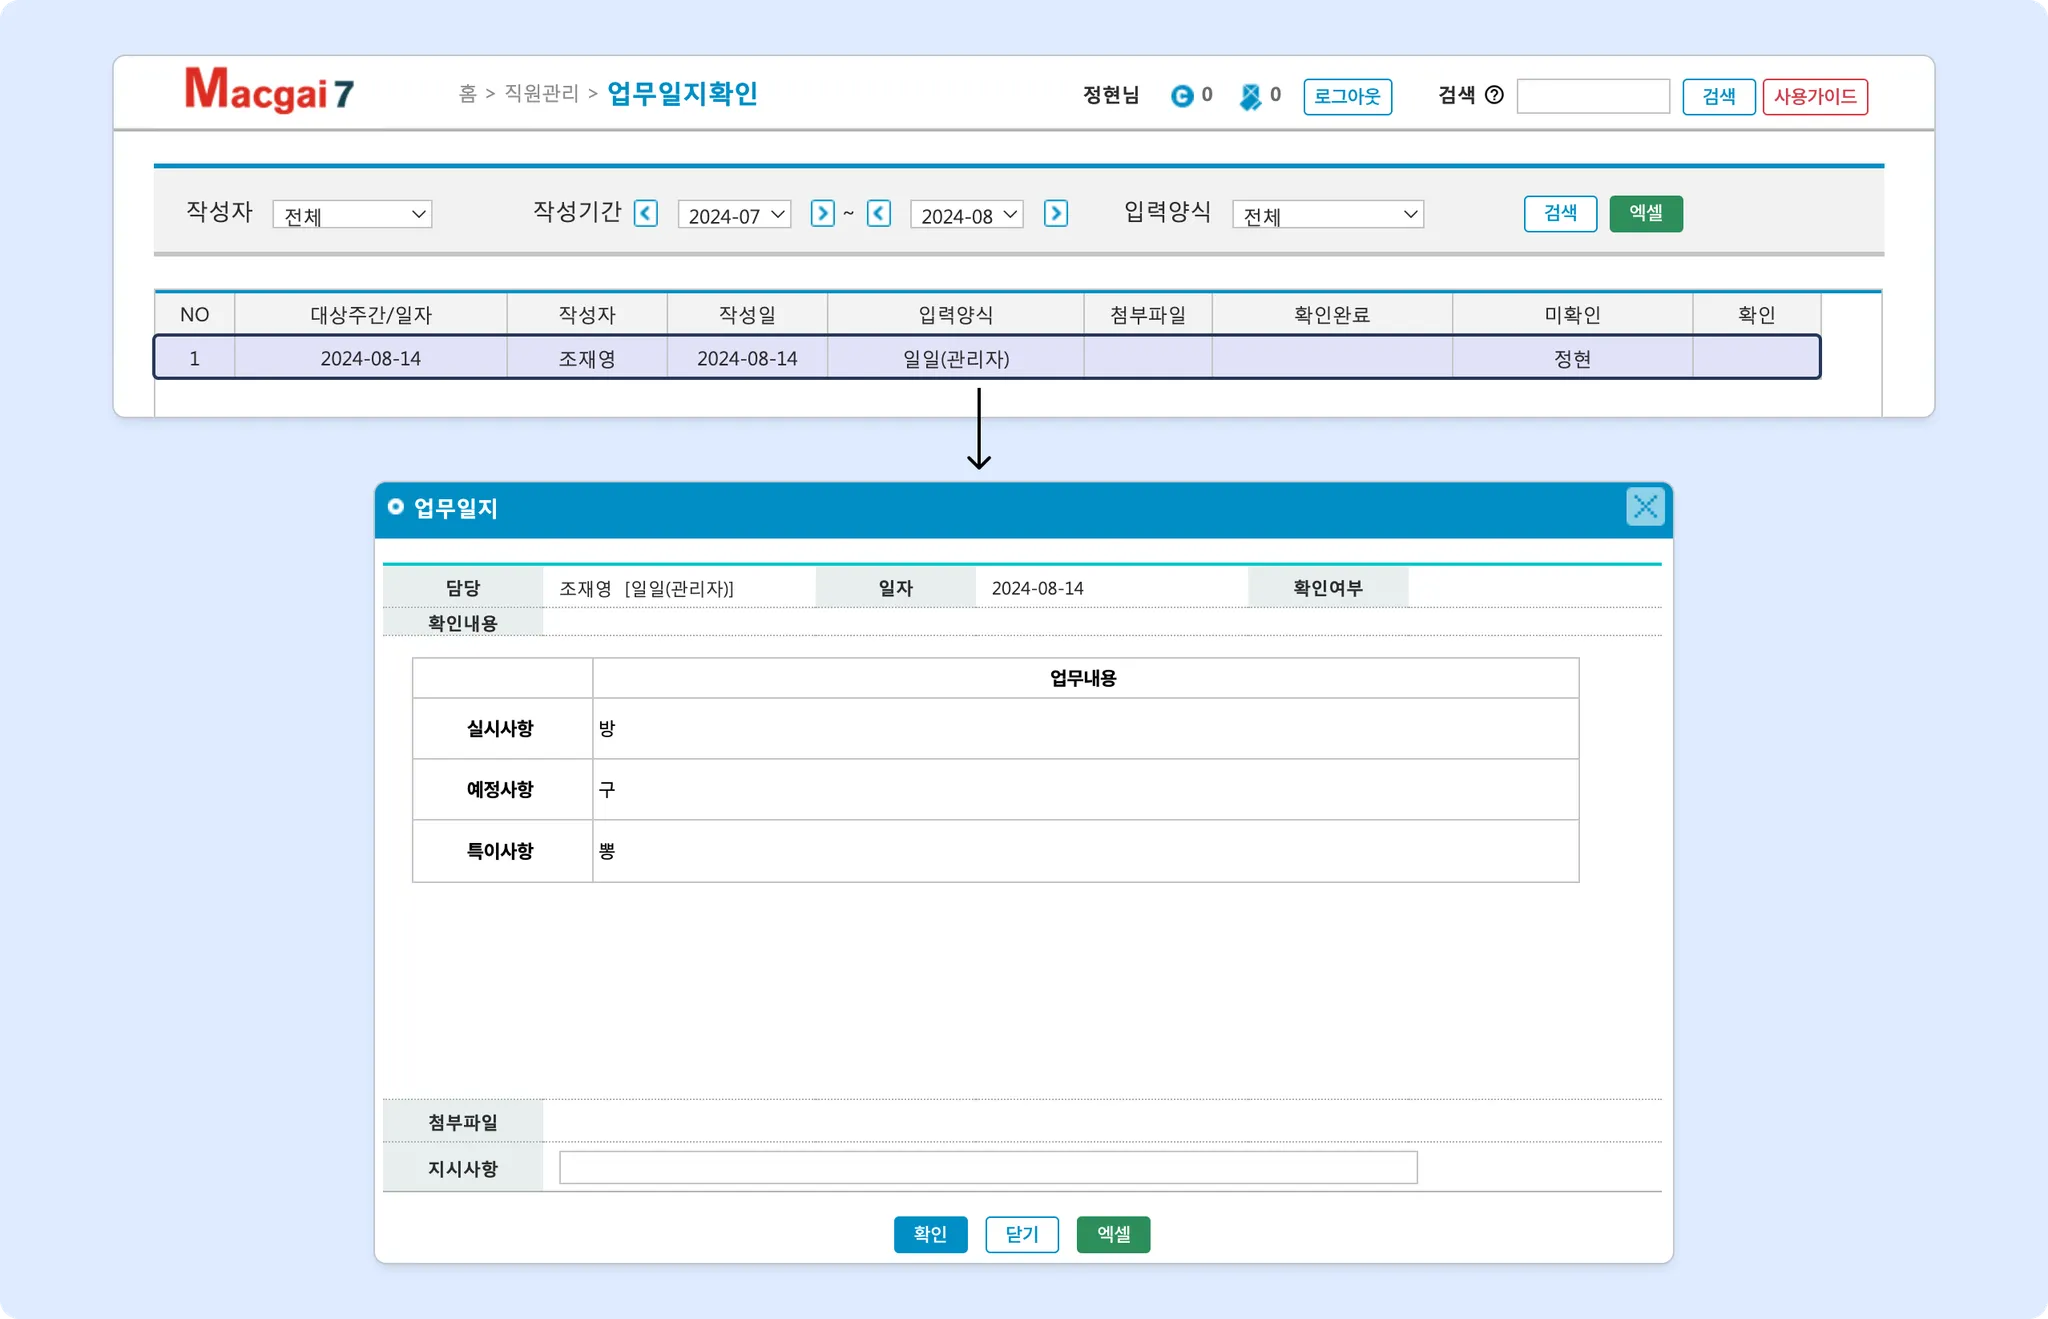 Macgai 7 홈 > 직원관리 > 업무일지확인 정현님 0 0 로그아웃 검색 검색 사용가이드
작성자 전체 작성기간 2024-07 ~ 2024-08 입력양식 전체 검색 엑셀
NO 대상주간/일자 작성자 작성일 입력양식 첨부파일 확인완료 미확인 확인
1 2024-08-14 조재영 2024-08-14 일일(관리자) 정현
업무일지
담당 조재영 [일일(관리자)] 일자 2024-08-14 확인여부
확인내용
업무내용
실시사항 방
예정사항 구
특이사항 뽕
첨부파일
지시사항
확인 닫기 엑셀